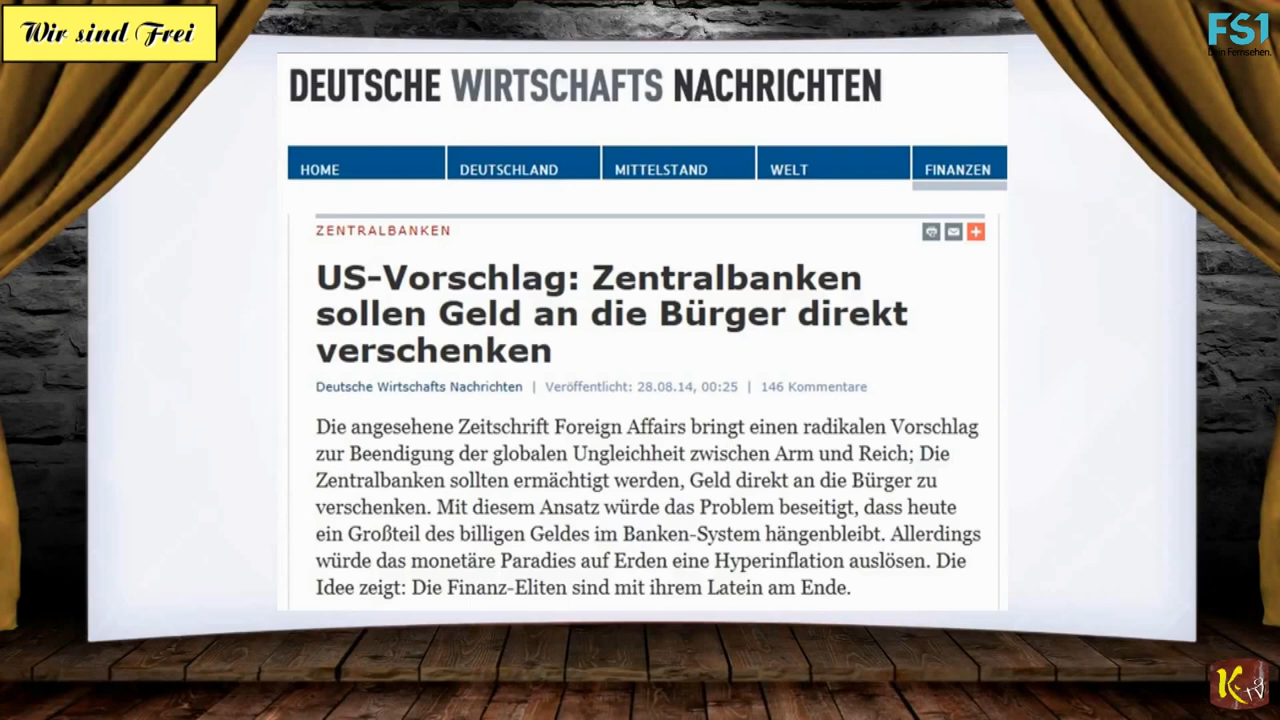 Wir sind Frei
FS1
Dein Fernsehen.
DEUTSCHE WIRTSCHAFTS NACHRICHTEN
HOME
DEUTSCHLAND
MITTELSTAND
WELT
FINANZEN
ZENTRALBANKEN
US-Vorschlag: Zentralbanken
sollen Geld an die Bürger direkt
verschenken
Deutsche Wirtschafts Nachrichten | Veröffentlicht: 28.08.14, 00:25 | 146 Kommentare
Die angesehene Zeitschrift Foreign Affairs bringt einen radikalen Vorschlag
zur Beendigung der globalen Ungleichheit zwischen Arm und Reich; Die
Zentralbanken sollten ermächtigt werden, Geld direkt an die Bürger zu
verschenken. Mit diesem Ansatz würde das Problem beseitigt, dass heute
ein Großteil des billigen Geldes im Banken-System hängenbleibt. Allerdings
würde das monetäre Paradies auf Erden eine Hyperinflation auslösen. Die
Idee zeigt: Die Finanz-Eliten sind mit ihrem Latein am Ende.
K tv